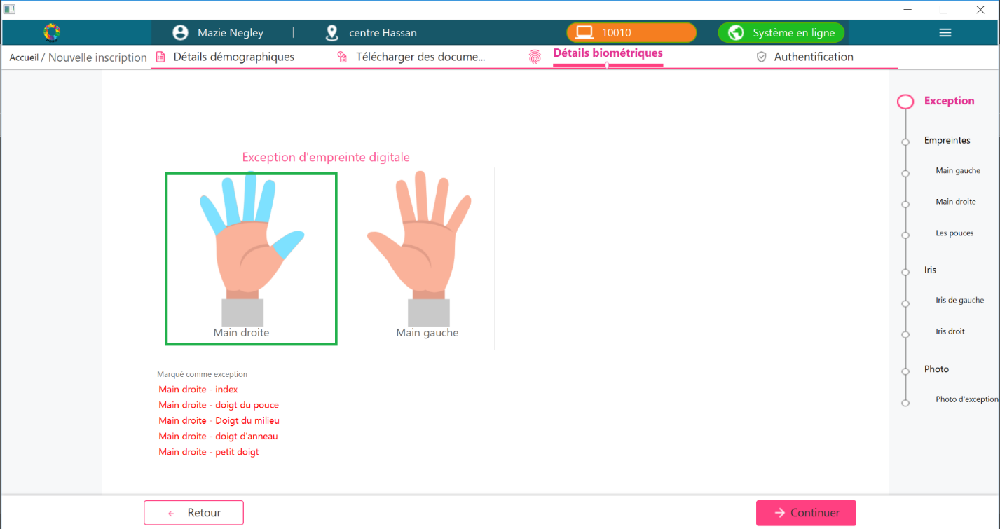 Mazie Negley | centre Hassan 10010 Système en ligne
Accueil / Nouvelle inscription Détails démographiques Télécharger des docume... Détails biométriques Authentification
Exception d'empreinte digitale
Main droite Main gauche
Marqué comme exception
Main droite - index
Main droite - doigt du pouce
Main droite - Doigt du milieu
Main droite - doigt d'anneau
Main droite - petit doigt
Exception
Empreintes
Main gauche
Main droite
Les pouces
Iris
Iris de gauche
Iris droit
Photo
Photo d'exception
Retour Continuer